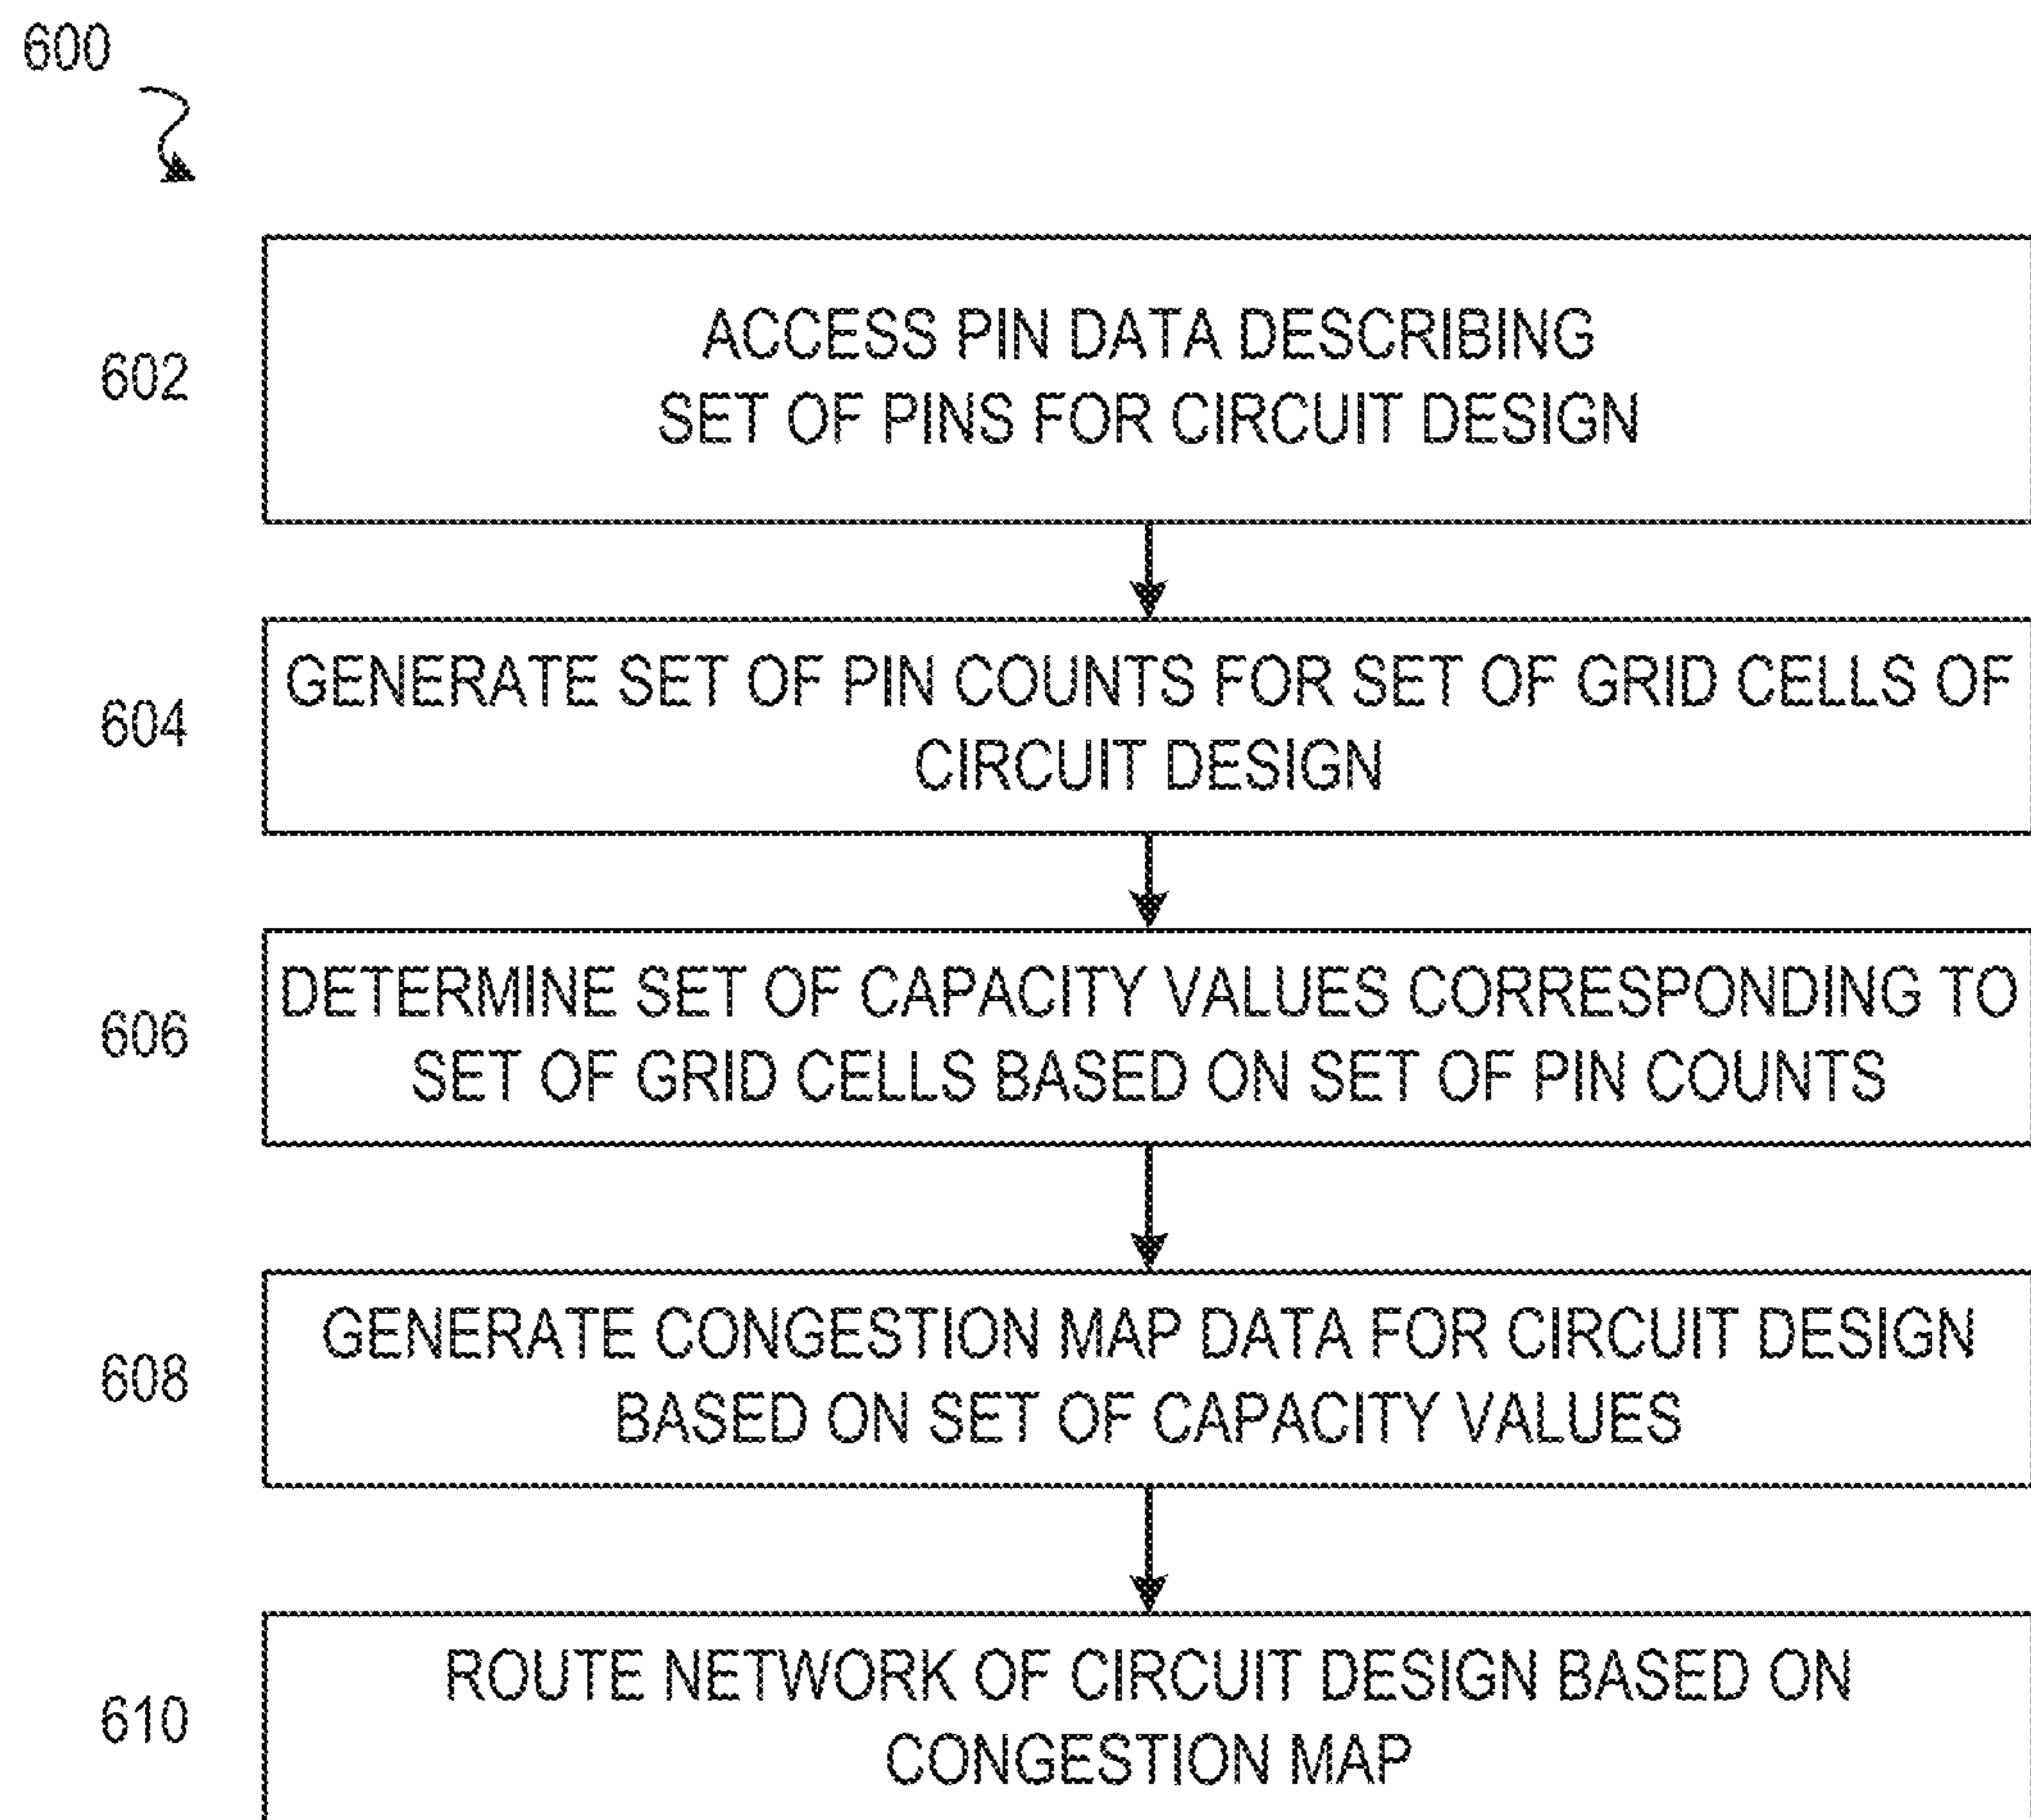 600
602
ACCESS PIN DATA DESCRIBING
SET OF PINS FOR CIRCUIT DESIGN
604
GENERATE SET OF PIN COUNTS FOR SET OF GRID CELLS OF
CIRCUIT DESIGN
606
DETERMINE SET OF CAPACITY VALUES CORRESPONDING TO
SET OF GRID CELLS BASED ON SET OF PIN COUNTS
608
GENERATE CONGESTION MAP DATA FOR CIRCUIT DESIGN
BASED ON SET OF CAPACITY VALUES
610
ROUTE NETWORK OF CIRCUIT DESIGN BASED ON
CONGESTION MAP